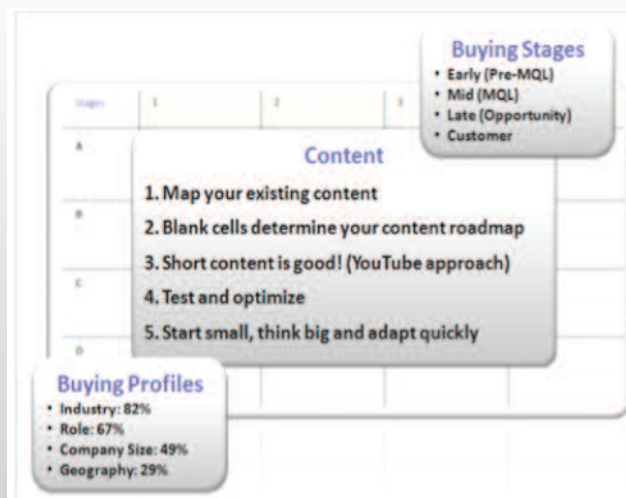 Buying Stages
• Early (Pre-MQL)
• Mid (MQL)
• Late (Opportunity)
• Customer
Stages 1 2 3
A
Content
1. Map your existing content
2. Blank cells determine your content roadmap
B
3. Short content is good! (YouTube approach)
C
4. Test and optimize
5. Start small, think big and adapt quickly
D
Buying Profiles
• Industry: 82%
• Role: 67%
• Company Size: 49%
• Geography: 29%